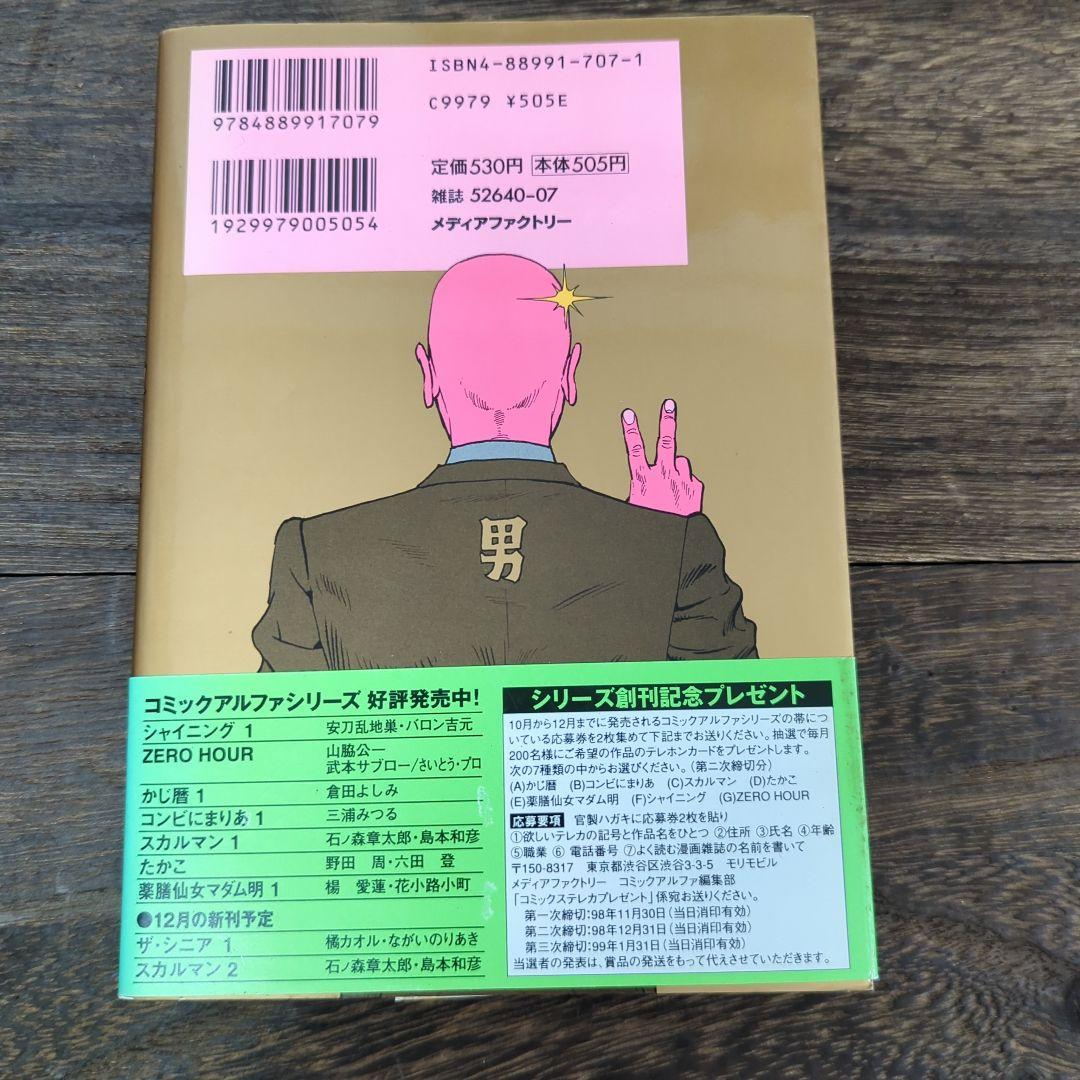 ISBN4-88991-707-1
C9979 ¥505E
9784889917079
定価530円 本体505円
雑誌 52640-07
メディアファクトリー
1929979005054
男
コミックアルファシリーズ 好評発売中!
シャイニング 1 安刀乱地巣・バロン吉元
ZERO HOUR 山脇公一
武本サブロー/さいとう・プロ
かじ暦 1 倉田よしみ
コンビにまりあ 1 三浦みつる
スカルマン 1 石ノ森章太郎・島本和彦
たかこ 野田 周・六田 登
薬膳仙女マダム明 1 楊 愛蓮・花小路小町
●12月の新刊予定
ザ・シニア 1 橘カオル・ながいのりあき
スカルマン 2 石ノ森章太郎・島本和彦
シリーズ創刊記念プレゼント
10月から12月までに発売されるコミックアルファシリーズの帯につ
いている応募券を2枚集めて下記までお送りください。抽選で毎月
200名様にご希望の作品のテレホンカードをプレゼントします。
次の7種類の中からお選びください。(第二次締切分)
(A)かじ暦 (B)コンビにまりあ (C)スカルマン (D)たかこ
(E)薬膳仙女マダム明 (F)シャイニング (G)ZERO HOUR
応募要項 官製ハガキに応募券2枚を貼り
①欲しいテレカの記号と作品名をひとつ ②住所 ③氏名 ④年齢
⑤職業 ⑥ 電話番号 ⑦よく読む漫画雑誌の名前を書いて
〒150-8317 東京都渋谷区渋谷3-3-5 モリモビル
メディアファクトリー コミックアルファ編集部
「コミックステレカプレゼント」係宛お送りください。
第一次締切:98年11月30日(当日消印有効)
第二次締切:98年12月31日(当日消印有効)
第三次締切:99年1月31日(当日消印有効)
当選者の発表は、賞品の発送をもって代えさせていただきます。